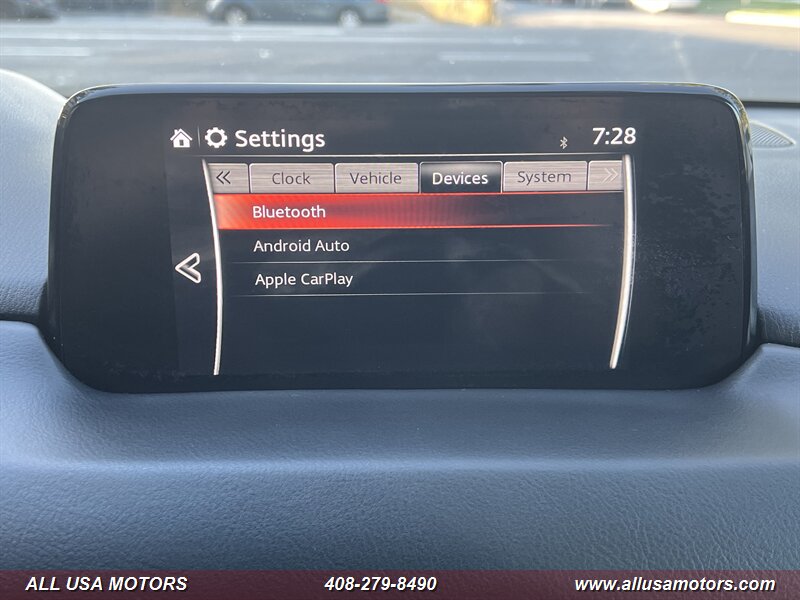 Settings 7:28
Clock Vehicle Devices System
Bluetooth
Android Auto
Apple CarPlay
ALL USA MOTORS 408-279-8490 www.allusamotors.com